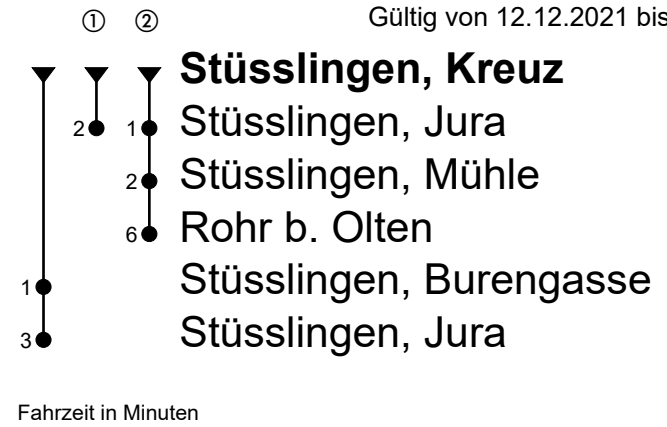 ① ② Gültig von 12.12.2021 bis
Stüsslingen, Kreuz
2 1 Stüsslingen, Jura
2 Stüsslingen, Mühle
6 Rohr b. Olten
1 Stüsslingen, Burengasse
3 Stüsslingen, Jura
Fahrzeit in Minuten